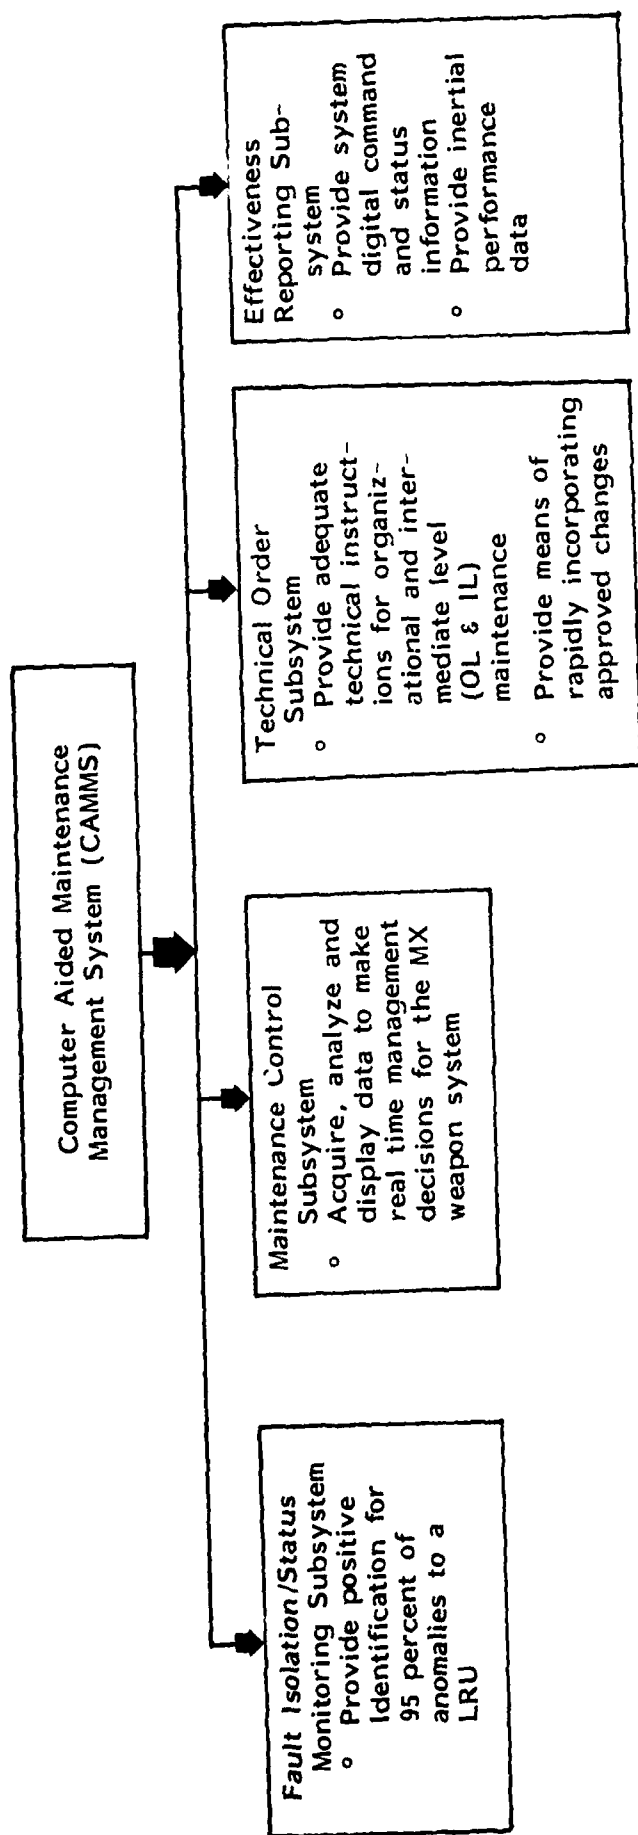 Computer Aided Maintenance
Management System (CAMMS)
Fault Isolation/Status
Monitoring Subsystem
o Provide positive
Identification for
95 percent of
anomalies to a
LRU
Maintenance Control
Subsystem
o Acquire, analyze and
display data to make
real time management
decisions for the MX
weapon system
Technical Order
Subsystem
o Provide adequate
technical instruct-
ions for organiz-
ational and inter-
mediate level
(OL & IL)
maintenance
o Provide means of
rapidly incorporating
approved changes
Effectiveness
Reporting Sub-
system
o Provide system
digital command
and status
information
o Provide inertial
performance
data